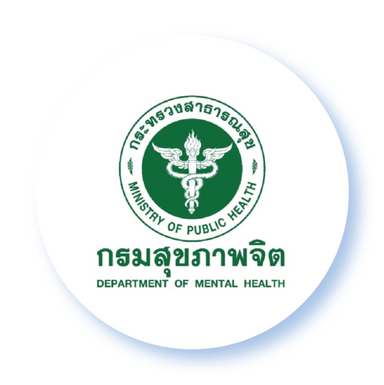 กระทรวงสาธารณสุข
MINISTRY OF PUBLIC HEALTH
กรมสุขภาพจิต
DEPARTMENT OF MENTAL HEALTH